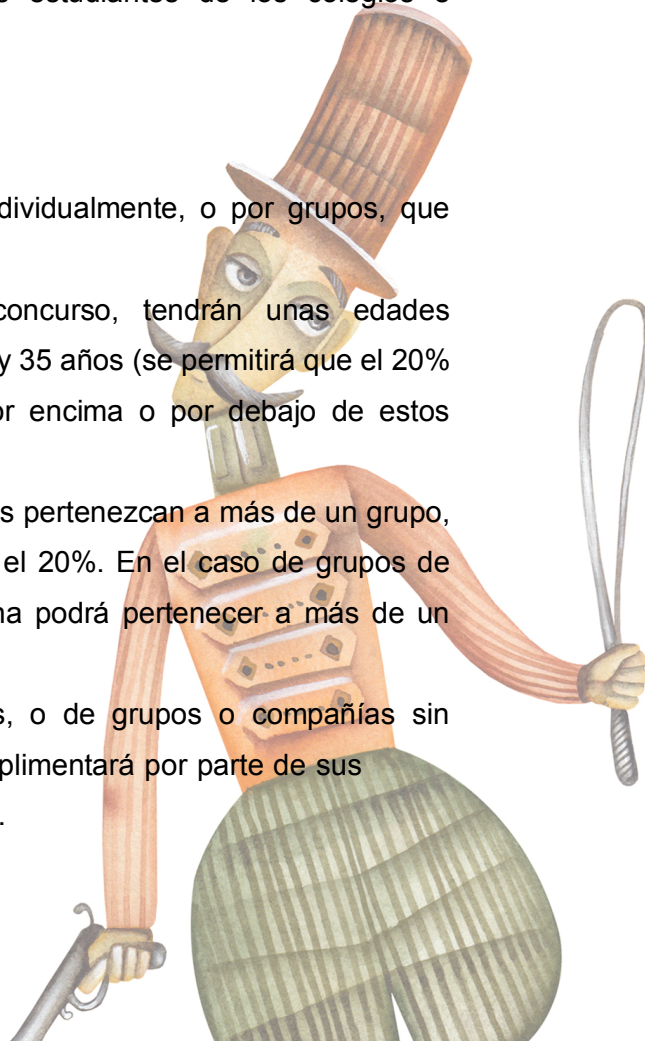 estudiantes de los colegios
dividualmente, o por grupos, que
concurso, tendrán unas edades
y 35 años (se permitirá que el 20%
or encima o por debajo de estos
s pertenezcan a más de un grupo,
el 20%. En el caso de grupos de
na podrá pertenecer a más de un
s, o de grupos o compañías sin
plimentará por parte de sus
.